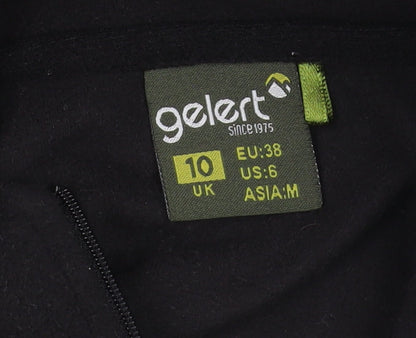 gelert
SINCE 1975
10
UK
EU:38
US:6
ASIA:M